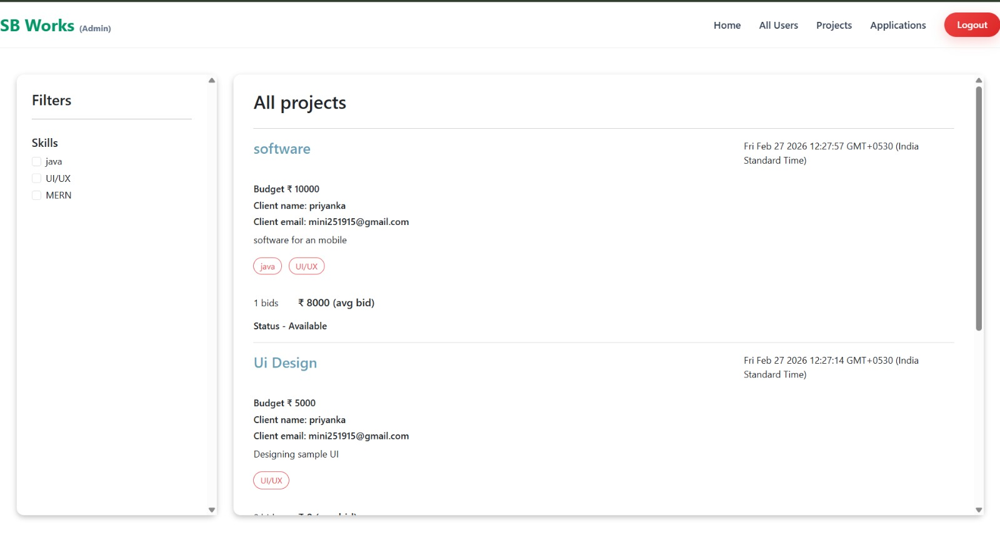 SB Works (Admin)
Home All Users Projects Applications Logout
Filters
Skills
java
UI/UX
MERN
All projects
software
Fri Feb 27 2026 12:27:57 GMT+0530 (India
Standard Time)
Budget ₹ 10000
Client name: priyanka
Client email: mini251915@gmail.com
software for an mobile
java UI/UX
1 bids ₹ 8000 (avg bid)
Status - Available
Ui Design
Fri Feb 27 2026 12:27:14 GMT+0530 (India
Standard Time)
Budget ₹ 5000
Client name: priyanka
Client email: mini251915@gmail.com
Designing sample UI
UI/UX